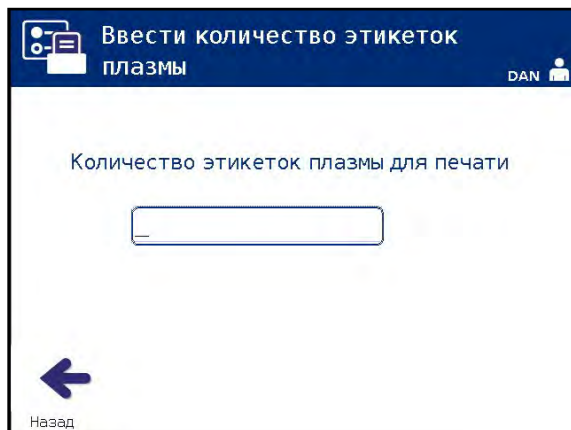 Ввести количество этикеток
плазмы
DAN
Количество этикеток плазмы для печати
_
Назад